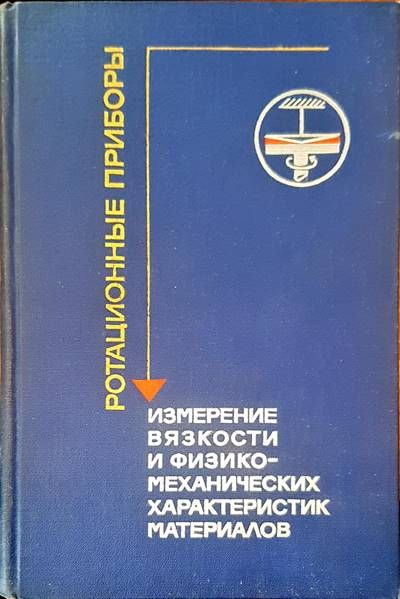 РОТАЦИОННЫЕ ПРИБОРЫ
ИЗМЕРЕНИЕ
ВЯЗКОСТИ
И ФИЗИКО-
МЕХАНИЧЕСКИХ
ХАРАКТЕРИСТИК
МАТЕРИАЛОВ